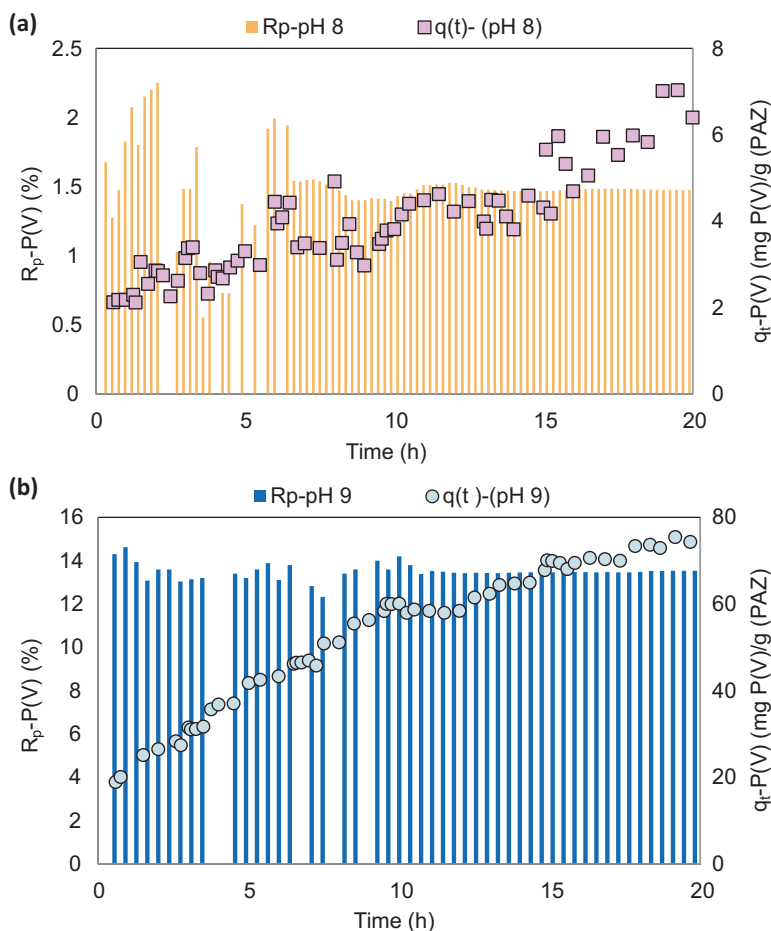 (a)
Rp-pH 8 q(t)- (pH 8)
2.5 8
2 6
1.5 4
1
0.5 2
0 0
0 5 10 15 20
Time (h)
Rp-P(V) (%)
qt-P(V) (mg P(V)/g (PAZ)
(b)
Rp-pH 9 q(t )-(pH 9)
16 80
14
12 60
10
8 40
6
4 20
2
0 0
0 5 10 15 20
Time (h)
Rp-P(V) (%)
qt-P(V) (mg P(V)/g (PAZ)